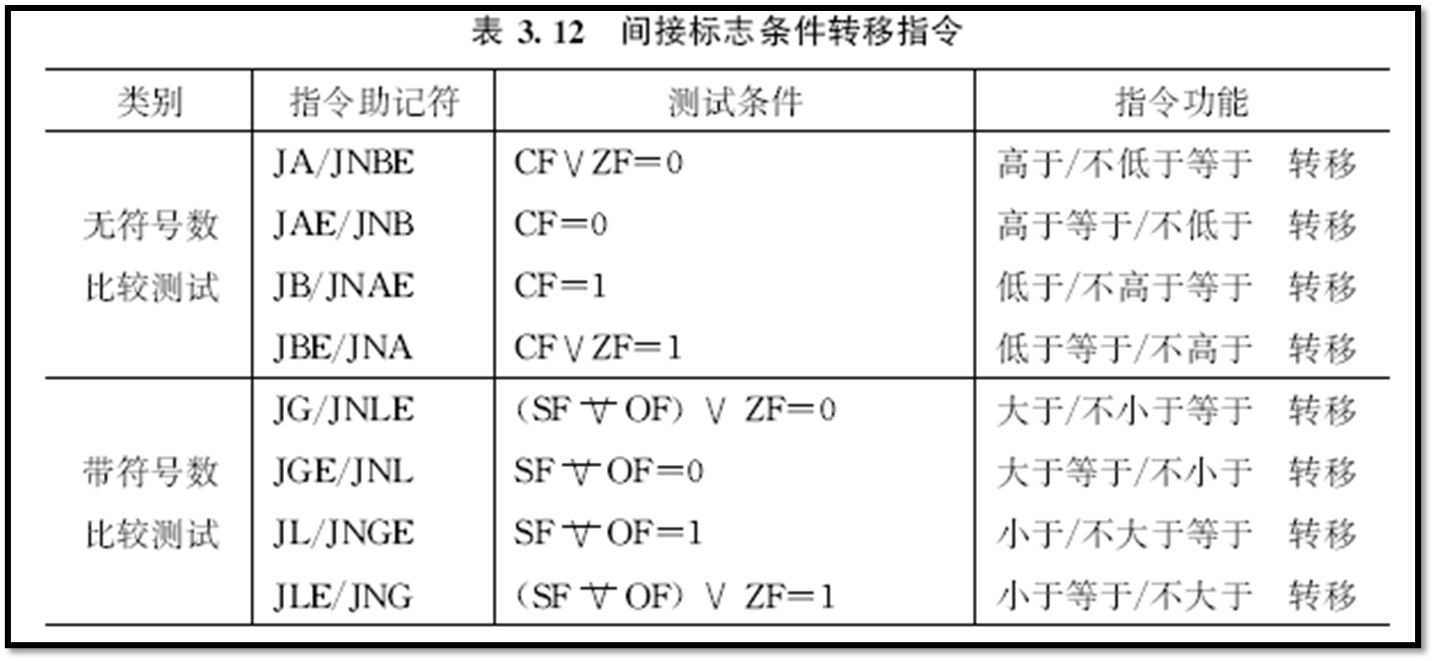 表 3.12 间接标志条件转移指令
类别 指令助记符 测试条件 指令功能
JA/JNBE CF∨ZF=0 高于/不低于等于 转移
无符号数 JAE/JNB CF=0 高于等于/不低于 转移
比较测试 JB/JNAE CF=1 低于/不高于等于 转移
JBE/JNA CF∨ZF=1 低于等于/不高于 转移
JG/JNLE (SF⊻OF) ∨ ZF=0 大于/不小于等于 转移
带符号数 JGE/JNL SF⊻OF=0 大于等于/不小于 转移
比较测试 JL/JNGE SF⊻OF=1 小于/不大于等于 转移
JLE/JNG (SF⊻OF) ∨ ZF=1 小于等于/不大于 转移